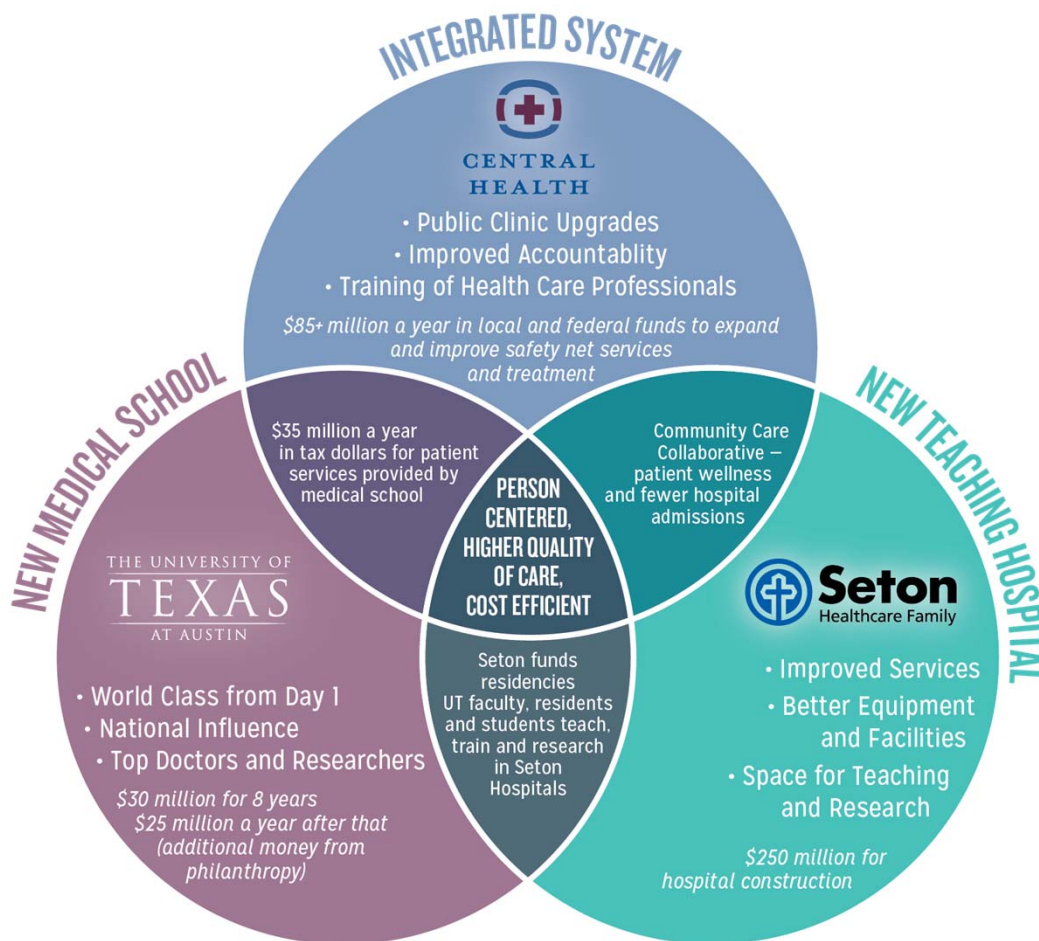 INTEGRATED SYSTEM
CENTRAL
HEALTH
• Public Clinic Upgrades
• Improved Accountablity
• Training of Health Care Professionals
$85+ million a year in local and federal funds to expand
and improve safety net services
and treatment
NEW MEDICAL SCHOOL
$35 million a year
in tax dollars for patient
services provided by
medical school
Community Care
Collaborative –
patient wellness
and fewer hospital
admissions
NEW TEACHING HOSPITAL
PERSON
CENTERED,
HIGHER QUALITY
OF CARE,
COST EFFICIENT
THE UNIVERSITY OF
TEXAS
AT AUSTIN
• World Class from Day 1
• National Influence
• Top Doctors and Researchers
$30 million for 8 years
$25 million a year after that
(additional money from
philanthropy)
Seton funds
residencies
UT faculty, residents
and students teach,
train and research
in Seton
Hospitals
Seton
Healthcare Family
• Improved Services
• Better Equipment
and Facilities
• Space for Teaching
and Research
$250 million for
hospital construction